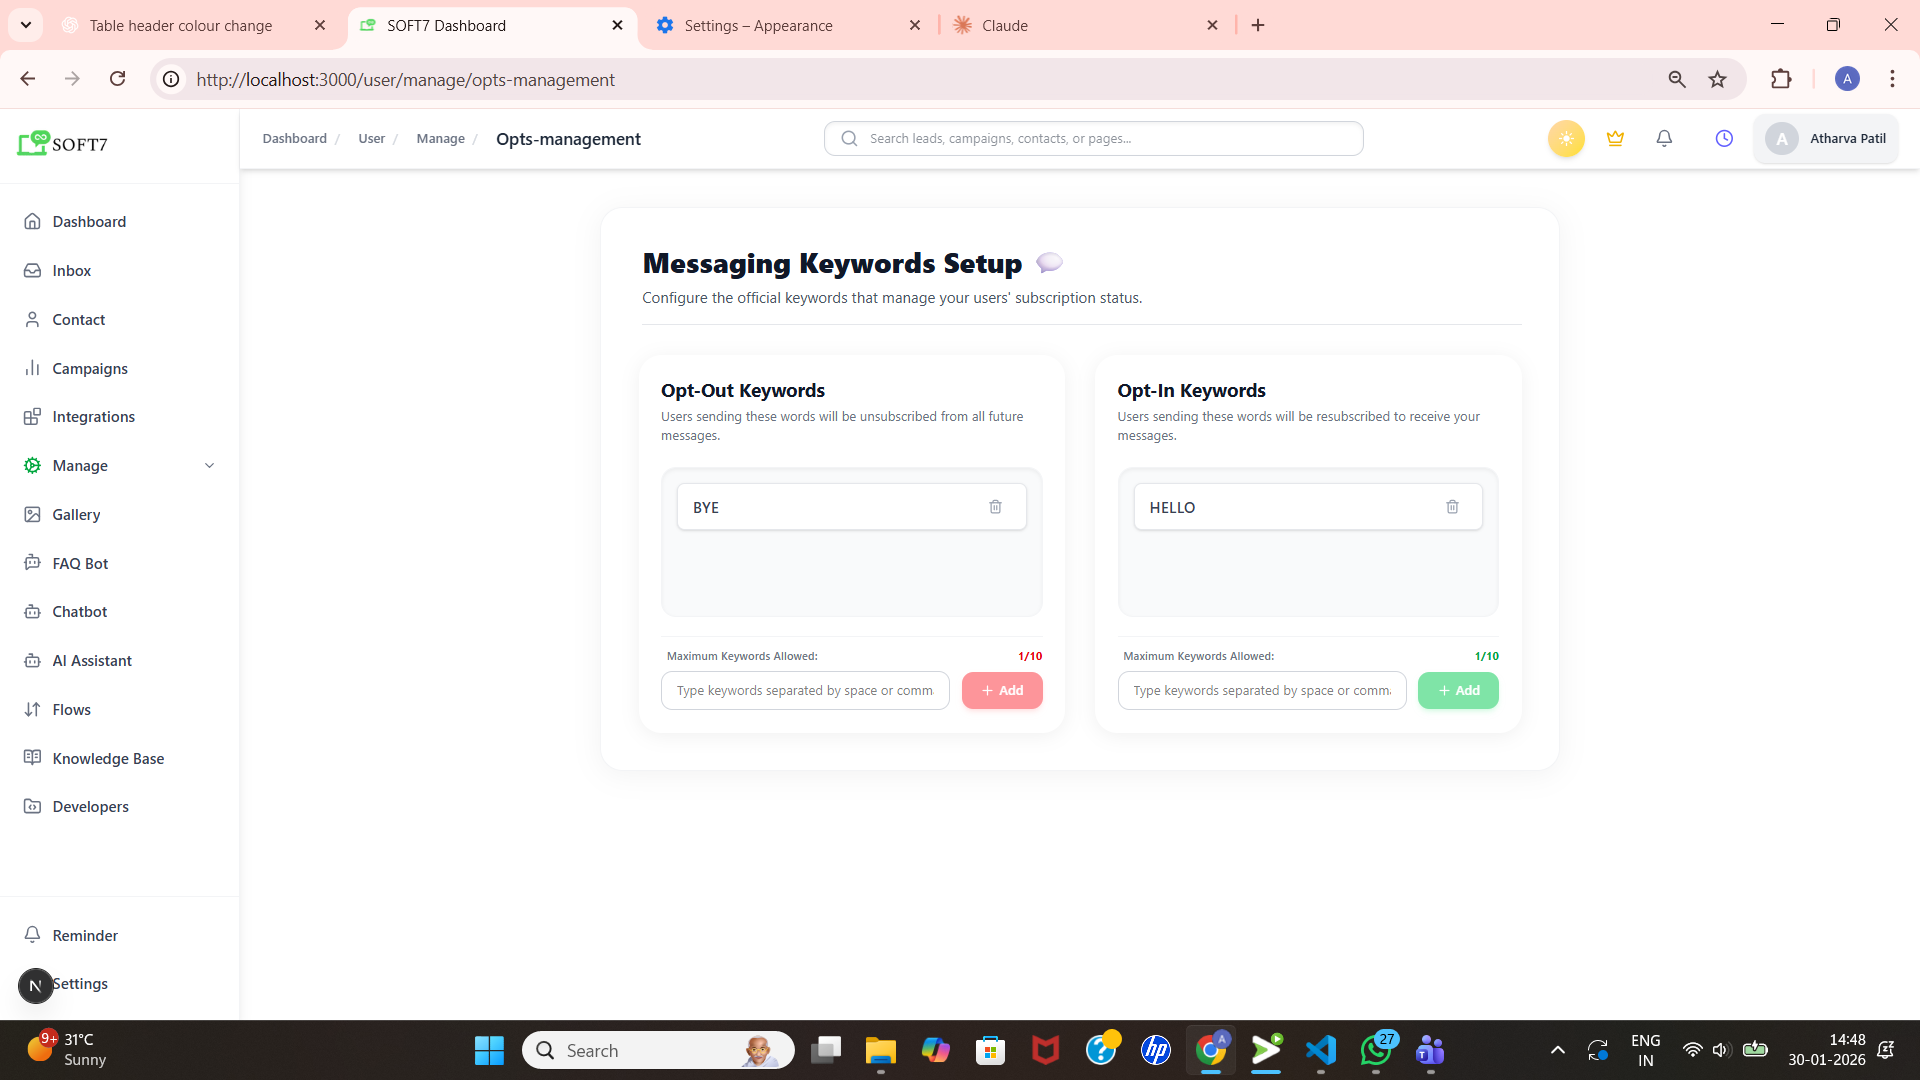 Table header colour change
SOFT7 Dashboard
Settings – Appearance
Claude
http://localhost:3000/user/manage/opts-management
A
SOFT7
Dashboard / User / Manage / Opts-management
Search leads, campaigns, contacts, or pages...
A
Atharva Patil
Dashboard
Inbox
Contact
Campaigns
Integrations
Manage
Gallery
FAQ Bot
Chatbot
AI Assistant
Flows
Knowledge Base
Developers
Reminder
Settings
N
Messaging Keywords Setup
Configure the official keywords that manage your users' subscription status.
Opt-Out Keywords
Users sending these words will be unsubscribed from all future
messages.
BYE
Maximum Keywords Allowed:
1/10
Type keywords separated by space or comm
+ Add
Opt-In Keywords
Users sending these words will be resubscribed to receive your
messages.
HELLO
Maximum Keywords Allowed:
1/10
Type keywords separated by space or comma
+ Add
9+
31°C
Sunny
Search
hp
A
27
ENG
IN
14:48
30-01-2026